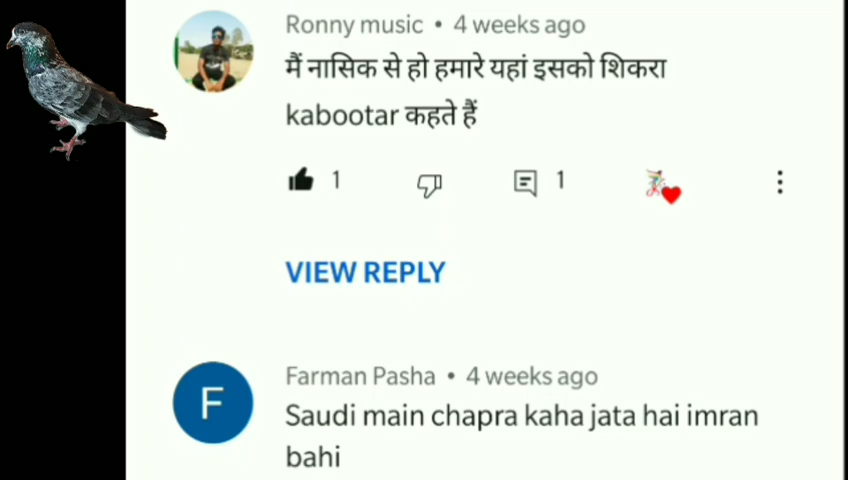 Ronny music • 4 weeks ago
मैं नासिक से हो हमारे यहां इसको शिकरा
kabootar कहते हैं
1
1
VIEW REPLY
F
Farman Pasha • 4 weeks ago
Saudi main chapra kaha jata hai imran
bahi